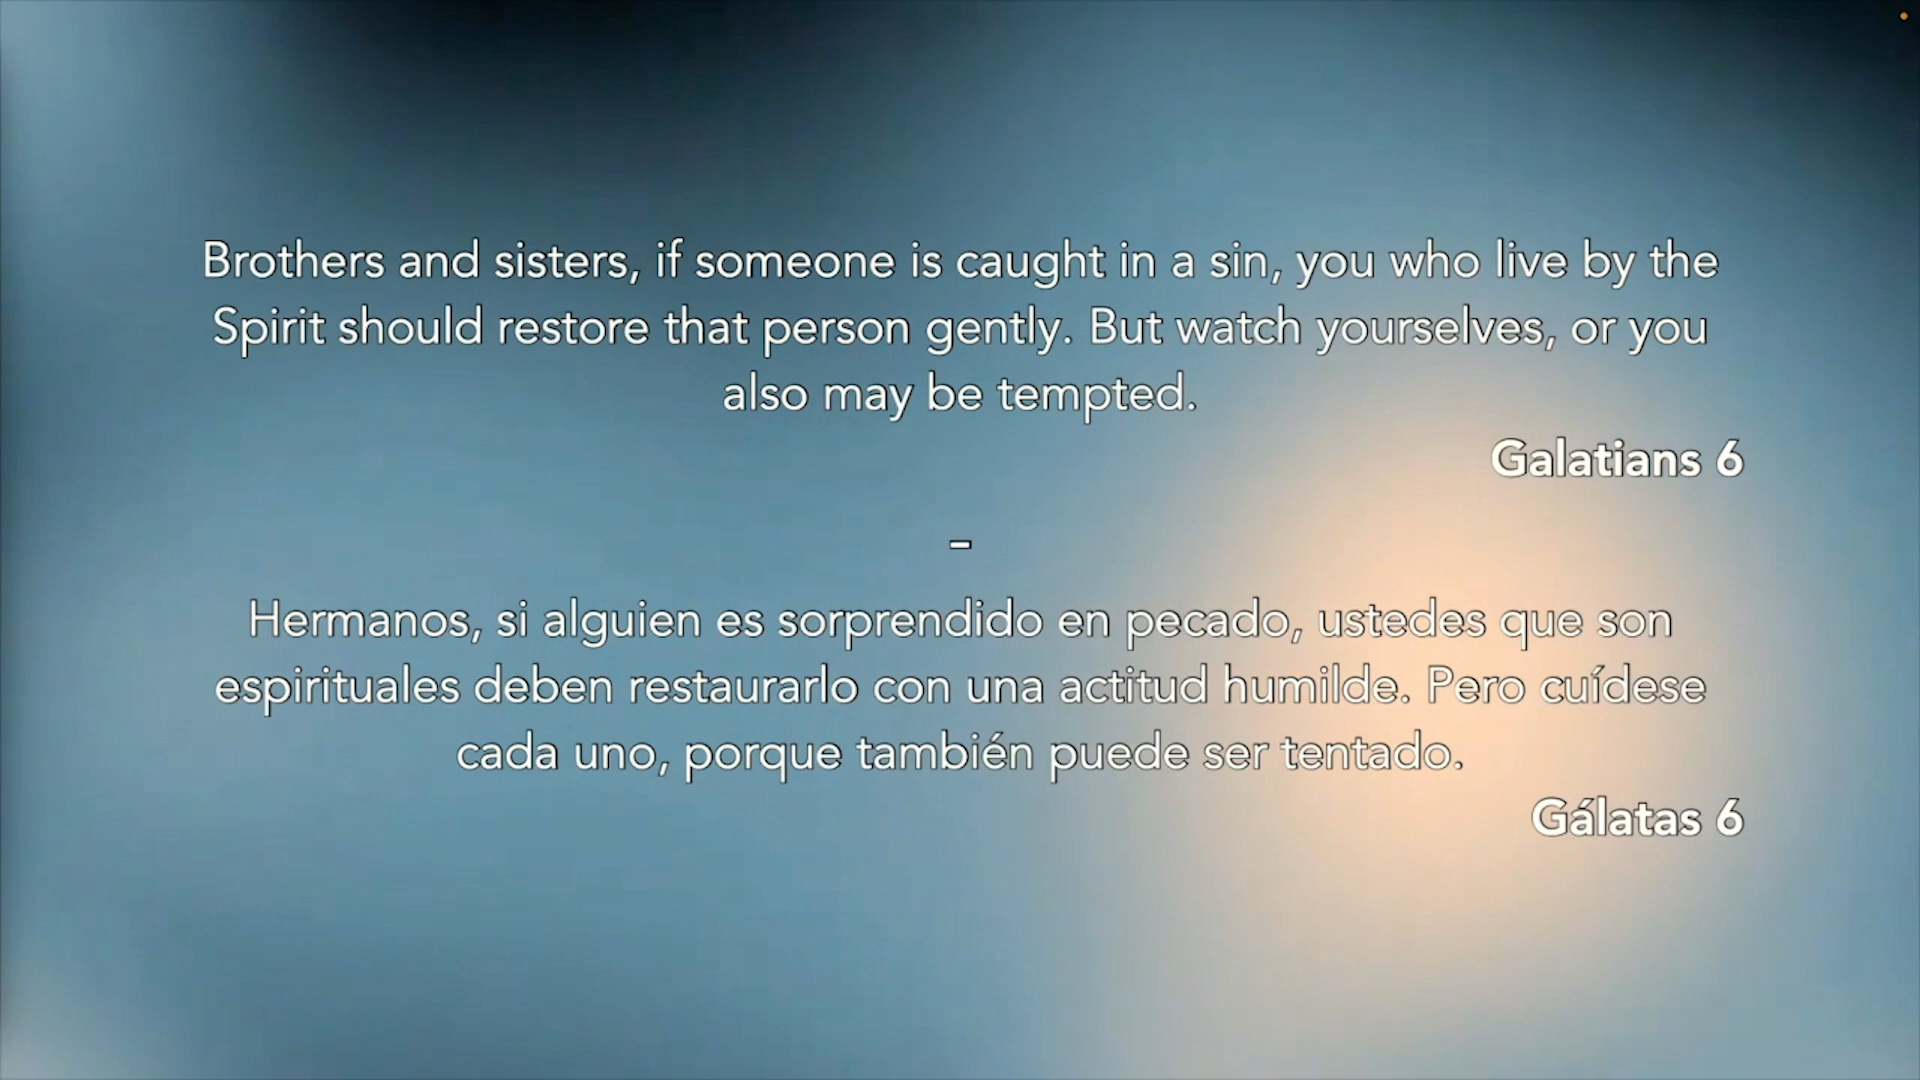 Brothers and sisters, if someone is caught in a sin, you who live by the
Spirit should restore that person gently. But watch yourselves, or you
also may be tempted.
Galatians 6
–
Hermanos, si alguien es sorprendido en pecado, ustedes que son
espirituales deben restaurarlo con una actitud humilde. Pero cuídese
cada uno, porque también puede ser tentado.
Gálatas 6